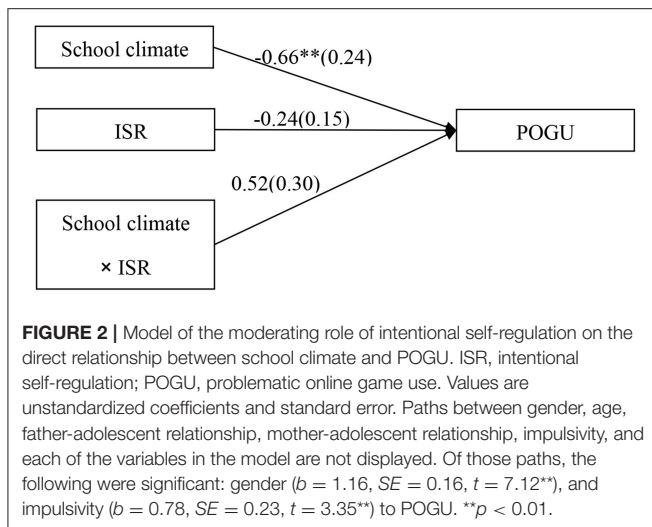 School climate
-0.66**(0.24)
ISR
-0.24(0.15)
POGU
0.52(0.30)
School climate
× ISR
FIGURE 2 | Model of the moderating role of intentional self-regulation on the
direct relationship between school climate and POGU. ISR, intentional
self-regulation; POGU, problematic online game use. Values are
unstandardized coefficients and standard error. Paths between gender, age,
father-adolescent relationship, mother-adolescent relationship, impulsivity, and
each of the variables in the model are not displayed. Of those paths, the
following were significant: gender (b = 1.16, SE = 0.16, t = 7.12**), and
impulsivity (b = 0.78, SE = 0.23, t = 3.35**) to POGU. **p < 0.01.